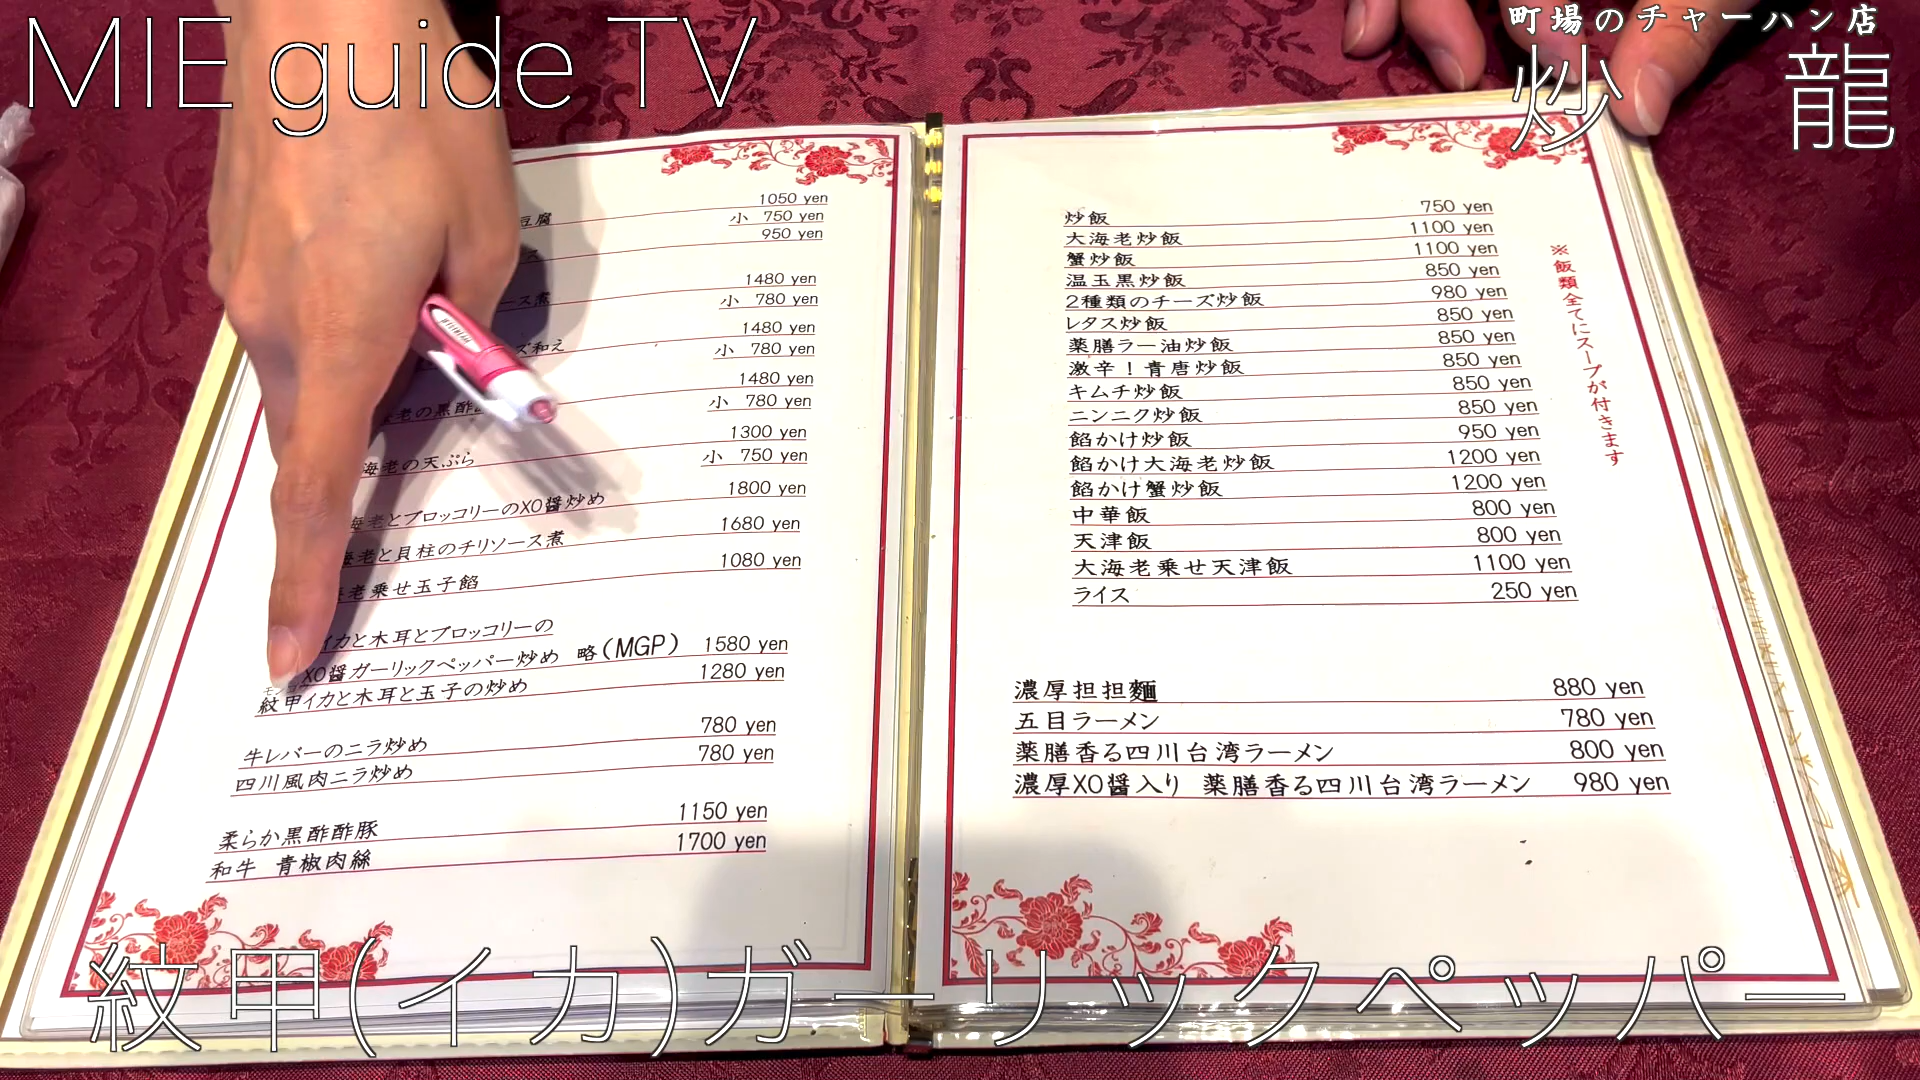 MIE guide TV
町場のチャーハン店
炒 龍
1050 yen
豆腐 小 750 yen
950 yen
ス
1480 yen
ース煮 小 780 yen
1480 yen
ズ和え 小 780 yen
1480 yen
老の黒酢 小 780 yen
1300 yen
海老の天ぷら 小 750 yen
海老とブロッコリーのXO醤炒め 1800 yen
海老と貝柱のチリソース煮 1680 yen
老乗せ玉子餡 1080 yen
イカと木耳とブロッコリーの
XO醤ガーリックペッパー炒め 略(MGP) 1580 yen
紋甲イカと木耳と玉子の炒め 1280 yen
牛レバーのニラ炒め 780 yen
四川風肉ニラ炒め 780 yen
柔らか黒酢酢豚 1150 yen
和牛 青椒肉絲 1700 yen
炒飯 750 yen
大海老炒飯 1100 yen
蟹炒飯 1100 yen
温玉黒炒飯 850 yen
2種類のチーズ炒飯 980 yen
レタス炒飯 850 yen
薬膳ラー油炒飯 850 yen
激辛！青唐炒飯 850 yen
キムチ炒飯 850 yen
ニンニク炒飯 850 yen
餡かけ炒飯 950 yen
餡かけ大海老炒飯 1200 yen
餡かけ蟹炒飯 1200 yen
中華飯 800 yen
天津飯 800 yen
大海老乗せ天津飯 1100 yen
ライス 250 yen
※飯類全てにスープが付きます
濃厚担担麺 880 yen
五目ラーメン 780 yen
薬膳香る四川台湾ラーメン 800 yen
濃厚XO醤入り 薬膳香る四川台湾ラーメン 980 yen
紋甲(イカ)ガーリックペッパー